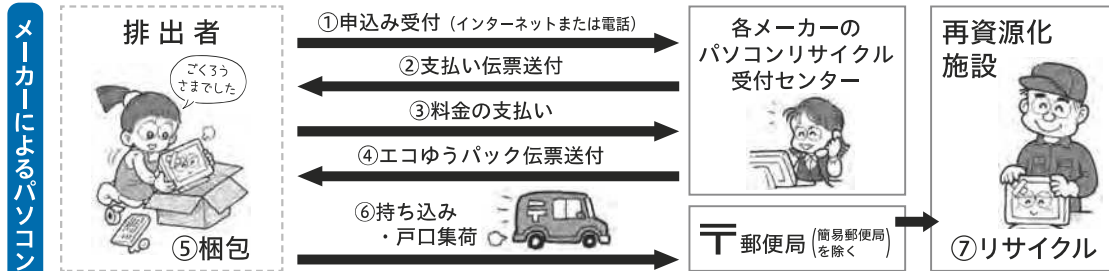 メーカーによるパソコン
排出者
ごくろう
さまでした
⑤梱包
①申込み受付（インターネットまたは電話）
②支払い伝票送付
③料金の支払い
④エコゆうパック伝票送付
⑥持ち込み
・戸口集荷
各メーカーの
パソコンリサイクル
受付センター
〒郵便局（簡易郵便局
を除く）
再資源化
施設
⑦リサイクル